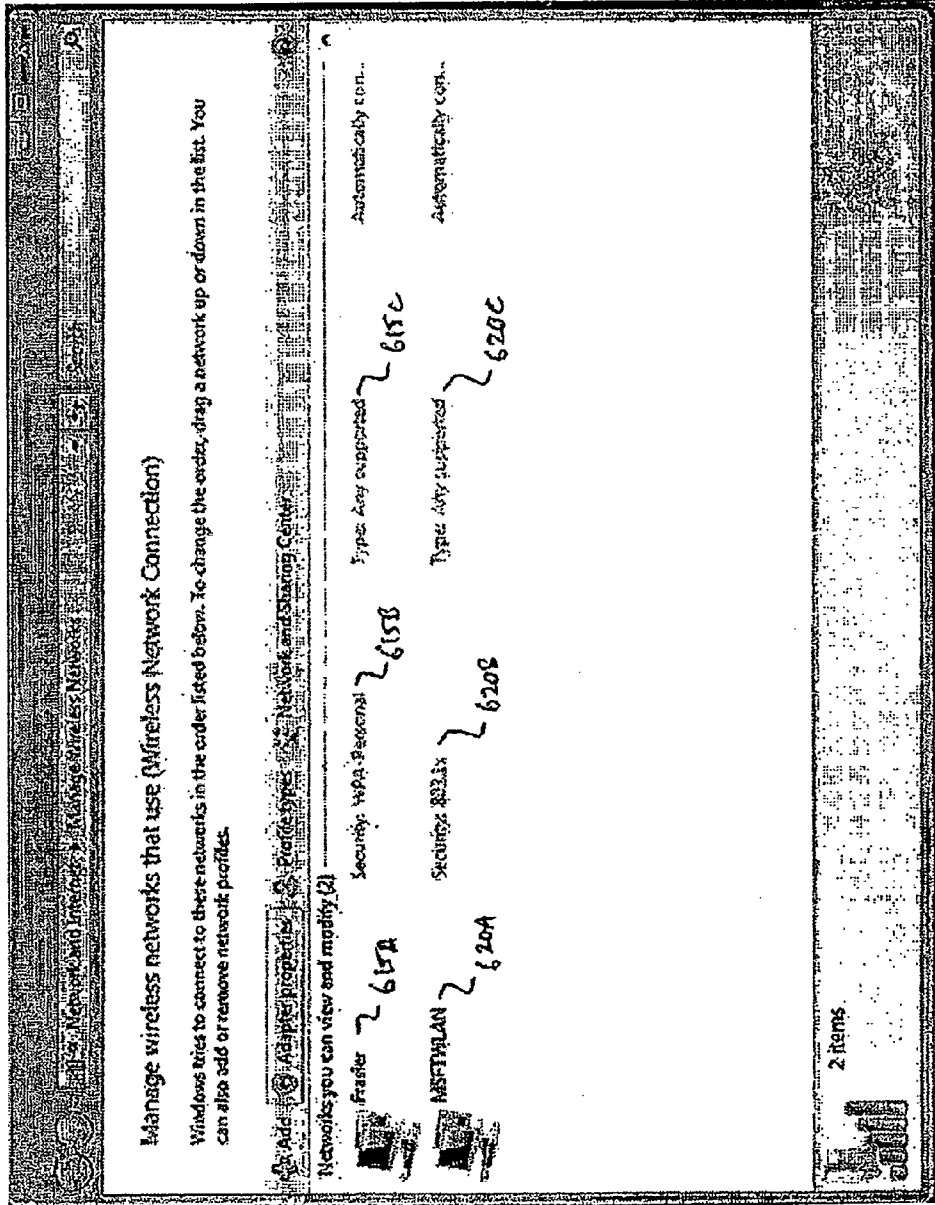 Network and Internet ▸ Manage Wireless Networks
Search
Manage wireless networks that use (Wireless Network Connection)
Windows tries to connect to these networks in the order listed below. To change the order, drag a network up or down in the list. You
can also add or remove network profiles.
Add Adapter properties Profile types Network and Sharing Center
Networks you can view and modify (2)
Frasier 615A Security: WPA-Personal 615B Type: Any supported 615C Automatically con...
MSFTWLAN 620A Security: 802.1x 620B Type: Any supported 620C Automatically con...
2 items